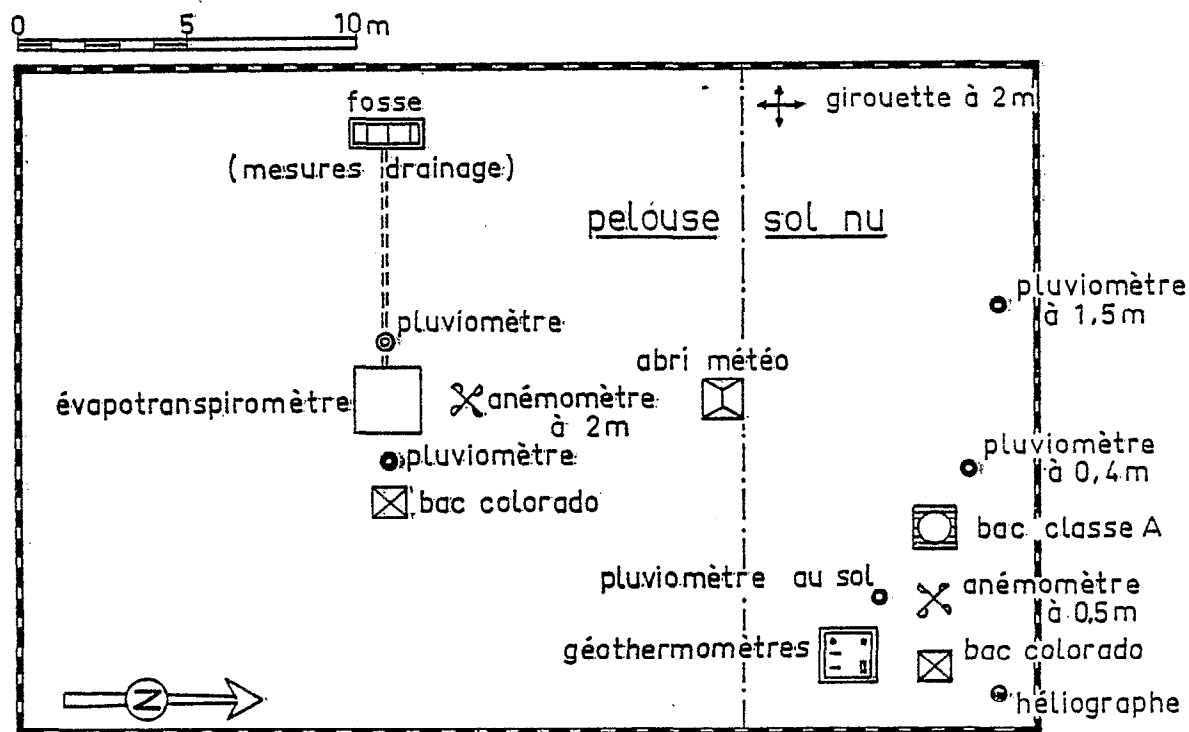 0 5 10 m
fosse
girouette à 2 m
(mesures drainage)
pelouse sol nu
pluviomètre
à 1,5 m
pluviomètre
abri météo
évapotranspiromètre
anémomètre
à 2m
pluviomètre
à 0,4 m
pluviomètre
bac colorado
bac classe A
pluviomètre au sol
anémomètre
à 0,5 m
géothermomètres
bac colorado
N
héliographe